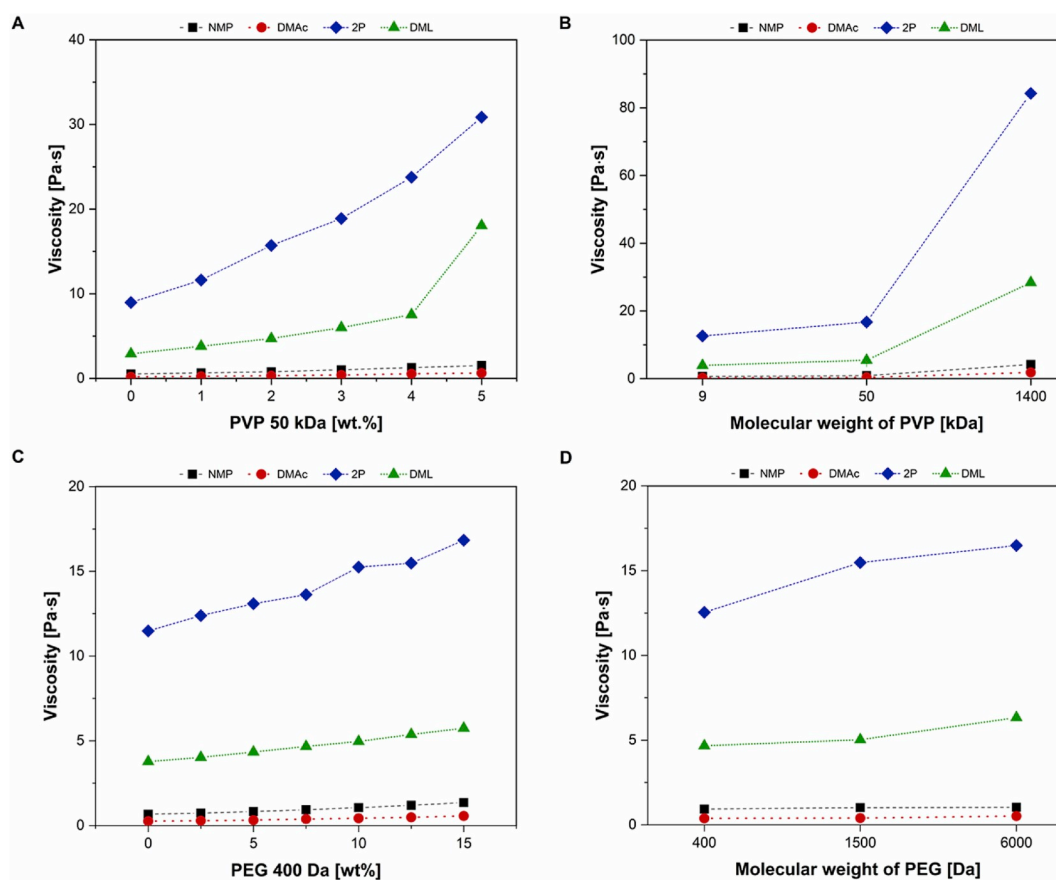 A
NMP DMAc 2P DML
40
30
20
10
0
Viscosity [Pa·s]
0 1 2 3 4 5
PVP 50 kDa [wt.%]
B
NMP DMAc 2P DML
100
80
60
40
20
0
Viscosity [Pa·s]
9 50 1400
Molecular weight of PVP [kDa]
C
NMP DMAc 2P DML
20
15
10
5
0
Viscosity [Pa·s]
0 5 10 15
PEG 400 Da [wt%]
D
NMP DMAc 2P DML
20
15
10
5
0
Viscosity [Pa·s]
400 1500 6000
Molecular weight of PEG [Da]